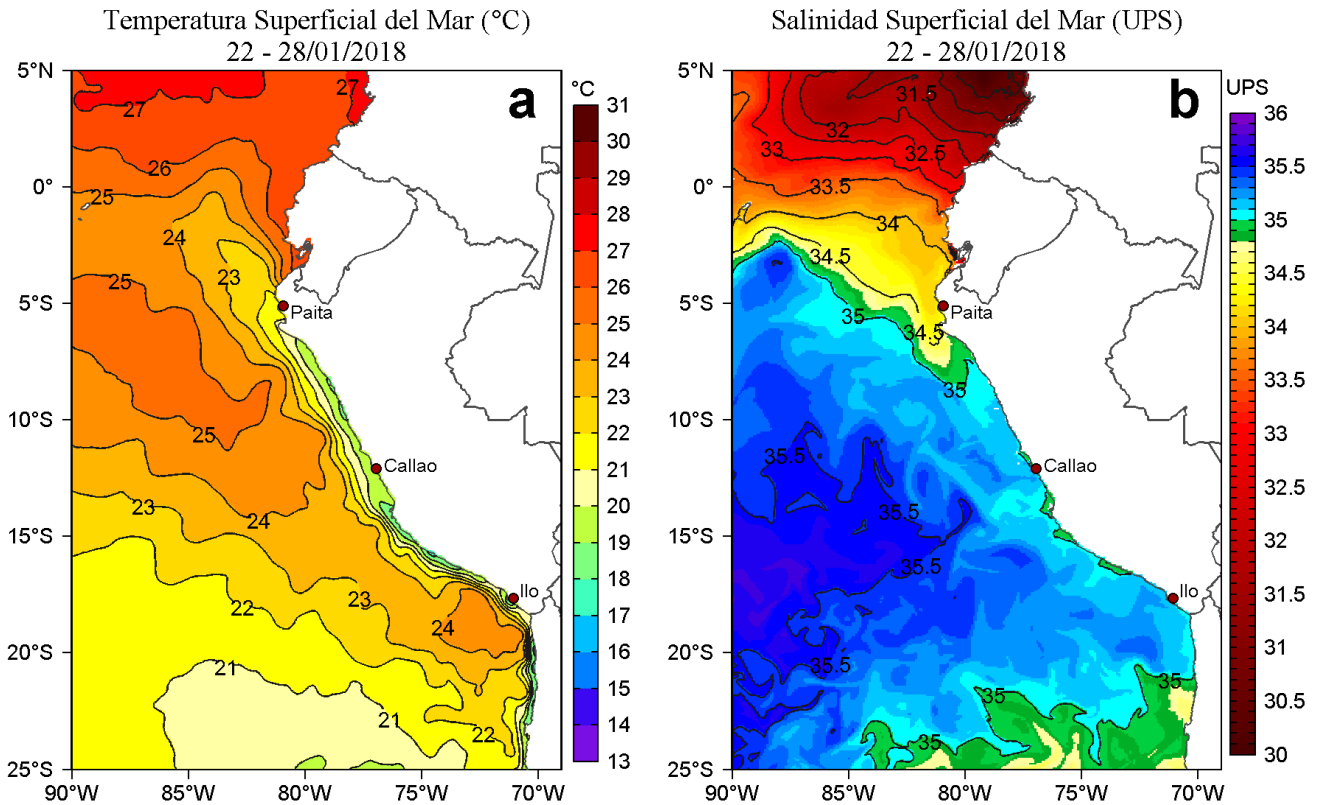 Temperatura Superficial del Mar (°C)
22 - 28/01/2018
5°N
0°
5°S
10°S
15°S
20°S
25°S
90°W
85°W
80°W
75°W
70°W
a
27
27
26
25
24
23
25
25
24
23
23
22
24
21
21
22
Paita
Callao
Ilo
°C
31
30
29
28
27
26
25
24
23
22
21
20
19
18
17
16
15
14
13
Salinidad Superficial del Mar (UPS)
22 - 28/01/2018
5°N
0°
5°S
10°S
15°S
20°S
25°S
90°W
85°W
80°W
75°W
70°W
b
31.5
32
33
32.5
33.5
34
34.5
35
34.5
35
35.5
35.5
35.5
35.5
35
35
35
Paita
Callao
Ilo
UPS
36
35.5
35
34.5
34
33.5
33
32.5
32
31.5
31
30.5
30